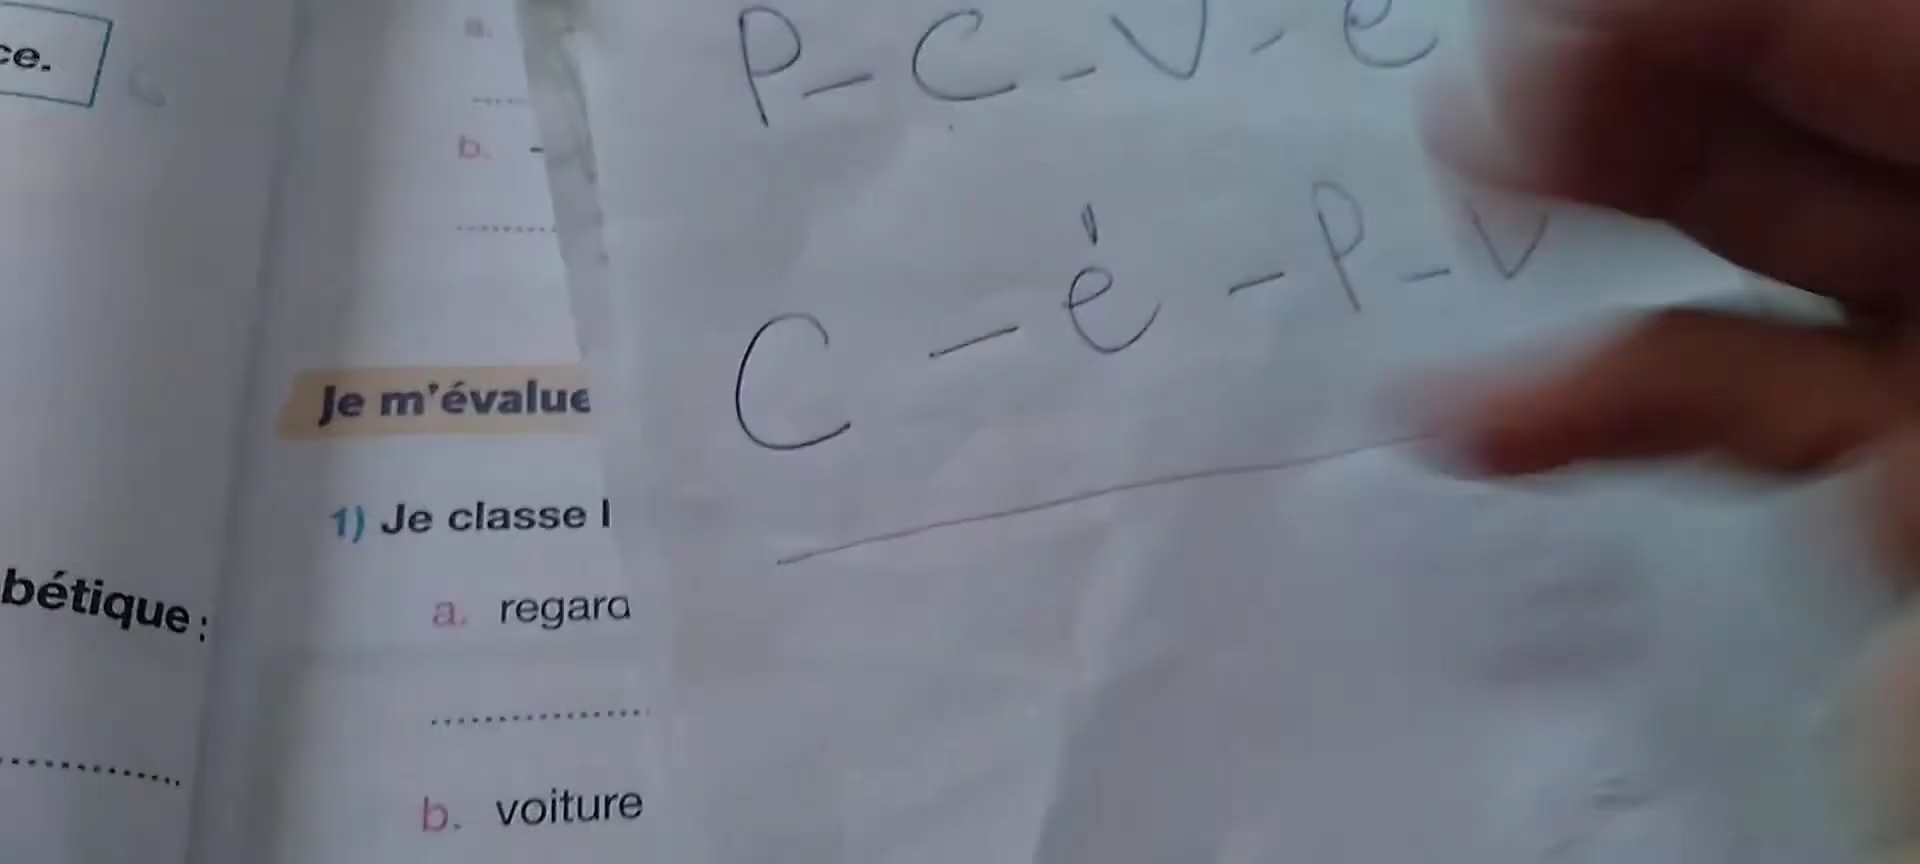 ce.
bétique :
a.
b. -
Je m'évalue
1) Je classe l
a. regard
b. voiture
P - C - V - e
C - é - P - V